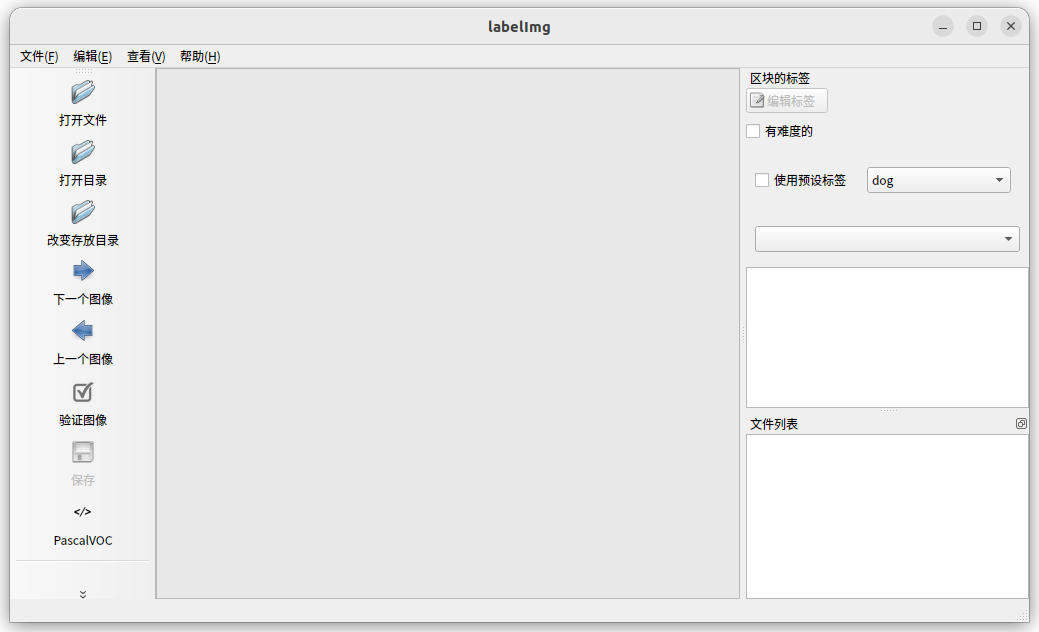 labelImg
文件(F) 编辑(E) 查看(V) 帮助(H)
打开文件
打开目录
改变存放目录
下一个图像
上一个图像
验证图像
保存
</>
PascalVOC
区块的标签
编辑标签
有难度的
使用预设标签 dog
文件列表